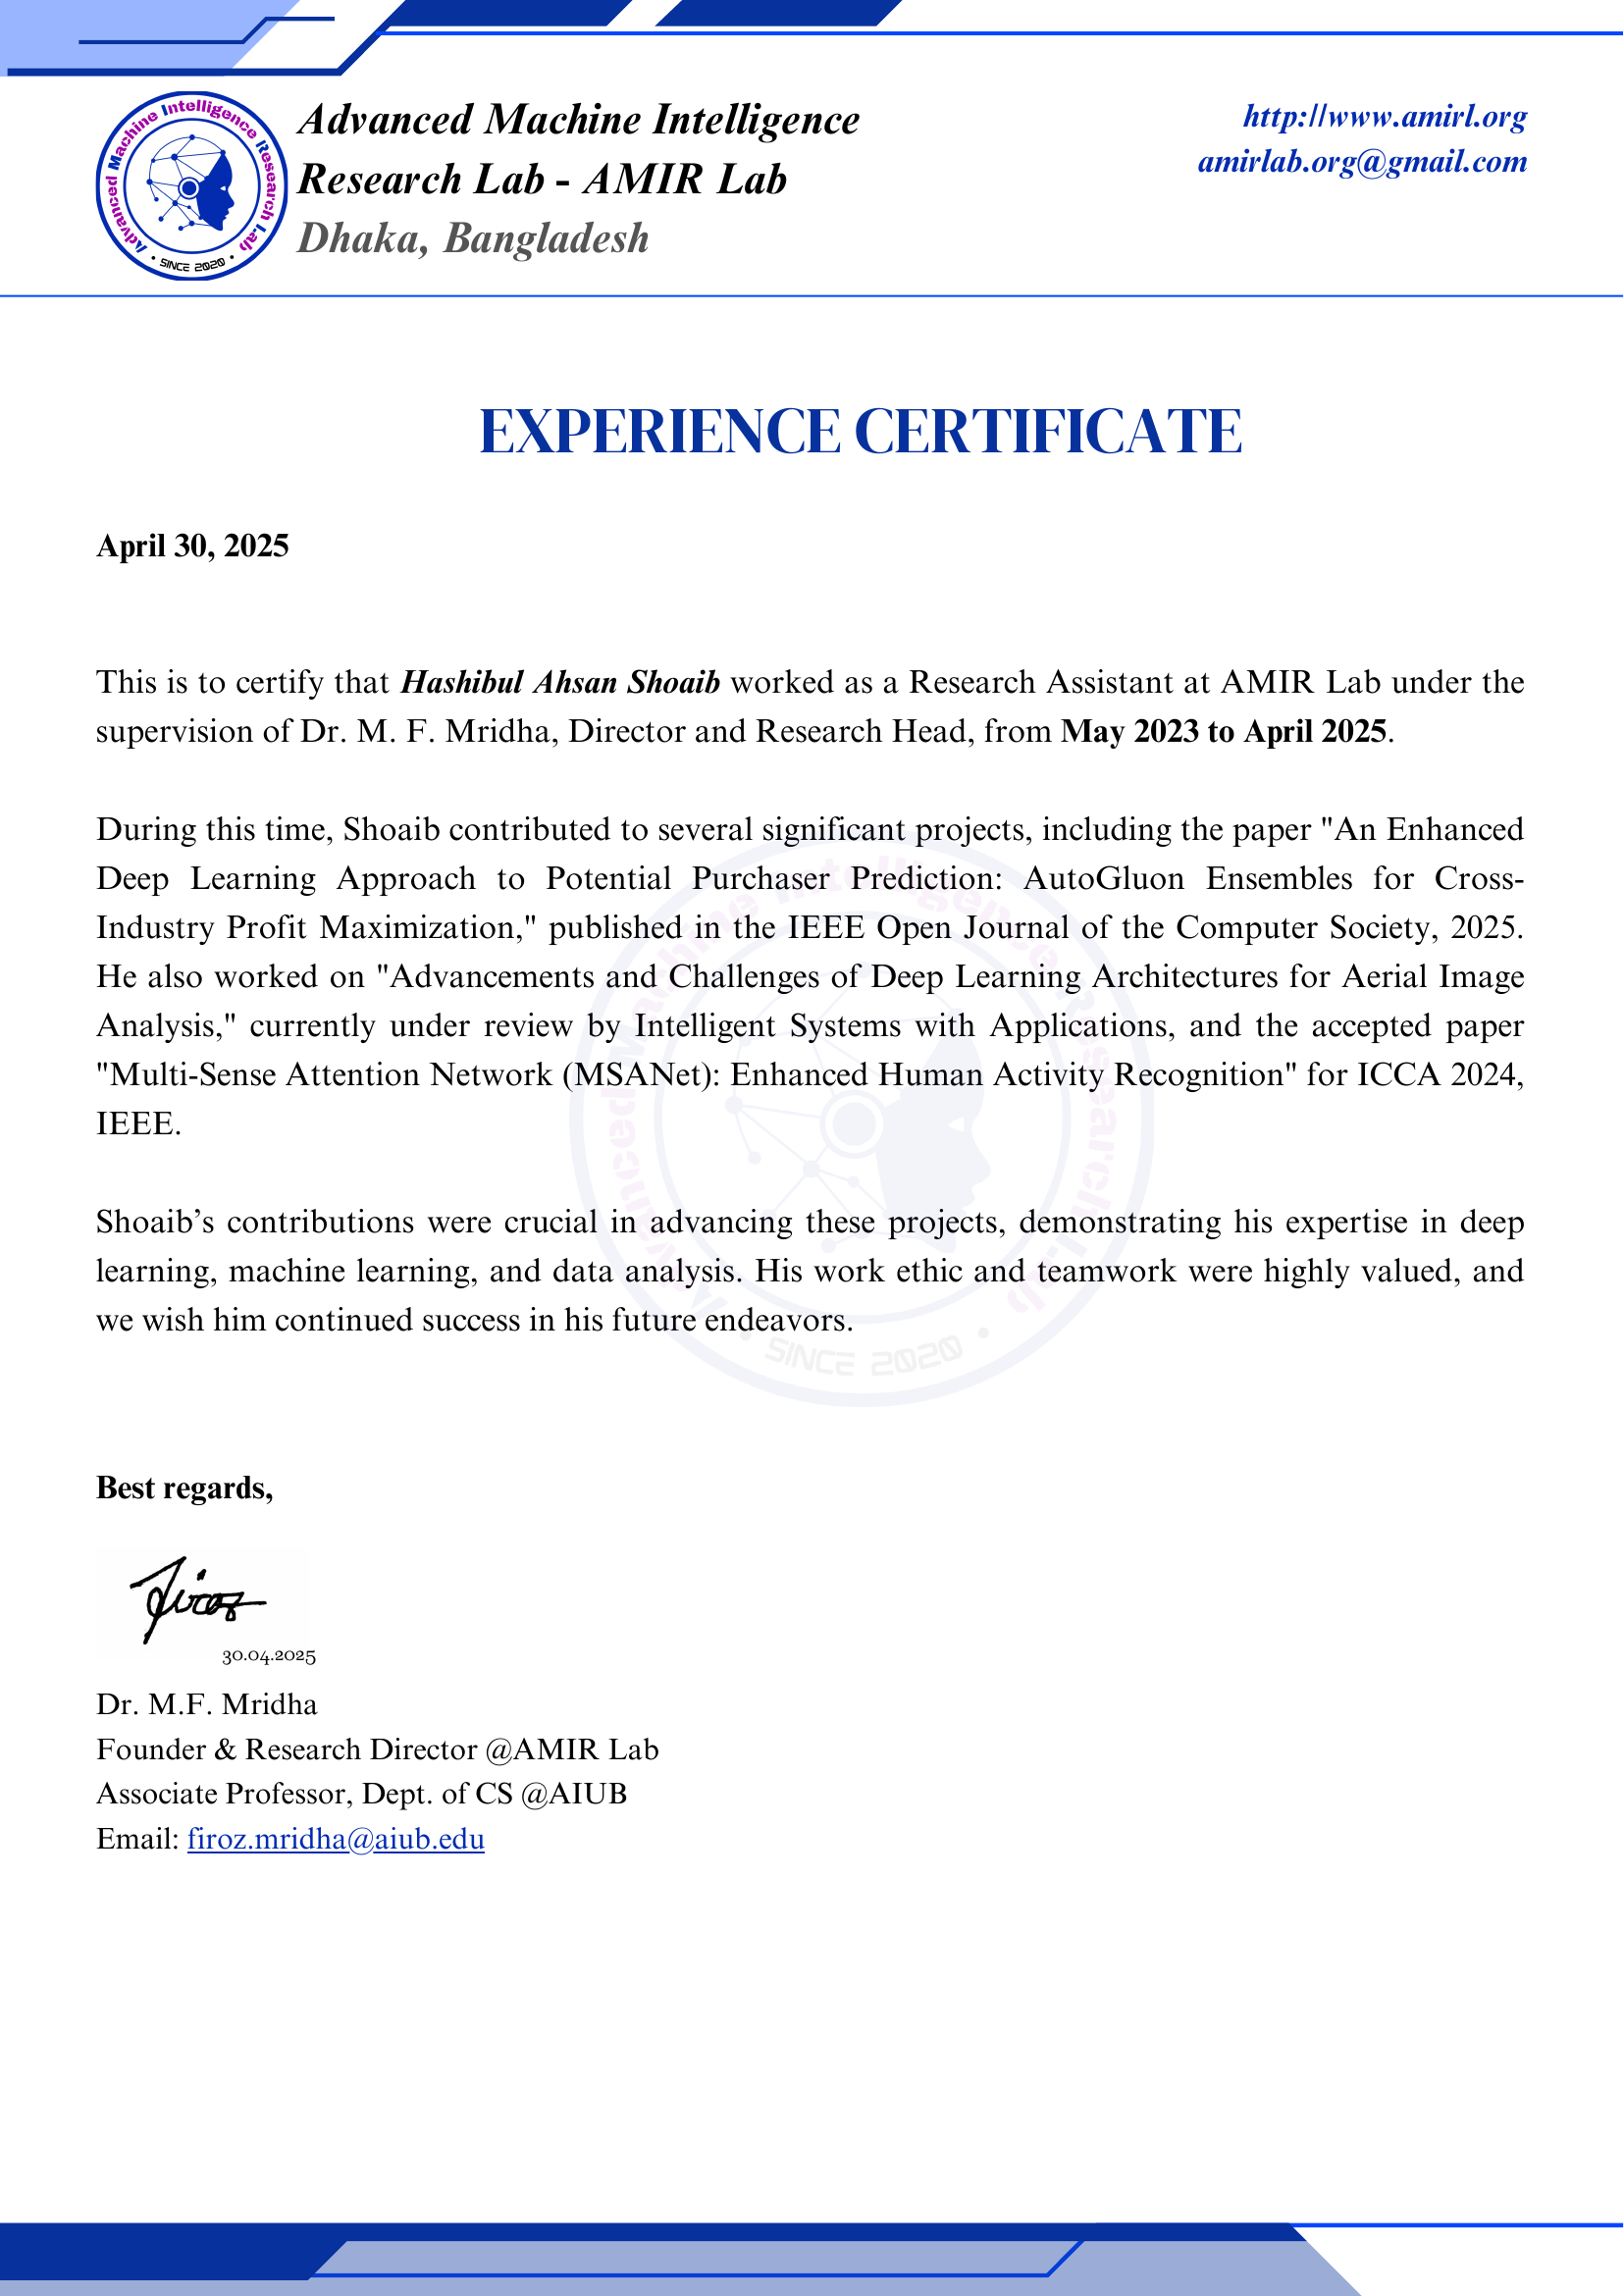 Advanced Machine Intelligence Research Lab
• SINCE 2020 •
Advanced Machine Intelligence
Research Lab - AMIR Lab
Dhaka, Bangladesh
http://www.amirl.org
amirlab.org@gmail.com
EXPERIENCE CERTIFICATE
April 30, 2025
This is to certify that Hashibul Ahsan Shoaib worked as a Research Assistant at AMIR Lab under the
supervision of Dr. M. F. Mridha, Director and Research Head, from May 2023 to April 2025.
During this time, Shoaib contributed to several significant projects, including the paper "An Enhanced
Deep Learning Approach to Potential Purchaser Prediction: AutoGluon Ensembles for Cross-
Industry Profit Maximization," published in the IEEE Open Journal of the Computer Society, 2025.
He also worked on "Advancements and Challenges of Deep Learning Architectures for Aerial Image
Analysis," currently under review by Intelligent Systems with Applications, and the accepted paper
"Multi-Sense Attention Network (MSANet): Enhanced Human Activity Recognition" for ICCA 2024,
IEEE.
Shoaib’s contributions were crucial in advancing these projects, demonstrating his expertise in deep
learning, machine learning, and data analysis. His work ethic and teamwork were highly valued, and
we wish him continued success in his future endeavors.
Advanced Machine Intelligence Research Lab
• SINCE 2020 •
Best regards,
Firoz
30.04.2025
Dr. M.F. Mridha
Founder & Research Director @AMIR Lab
Associate Professor, Dept. of CS @AIUB
Email: firoz.mridha@aiub.edu